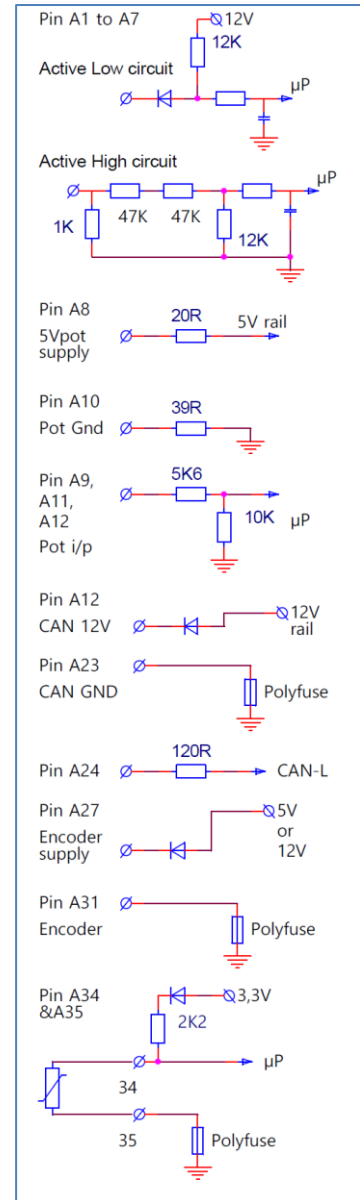 Pin A1 to A7
12V
12K
Active Low circuit
µP
Active High circuit
µP
1K
47K
47K
12K
Pin A8
5Vpot
supply
20R
5V rail
Pin A10
Pot Gnd
39R
Pin A9,
A11,
A12
Pot i/p
5K6
10K
µP
Pin A12
CAN 12V
12V
rail
Pin A23
CAN GND
Polyfuse
120R
Pin A24
CAN-L
Pin A27
Encoder
supply
5V
or
12V
Pin A31
Encoder
Polyfuse
Pin A34
&A35
3,3V
2K2
µP
34
35
Polyfuse